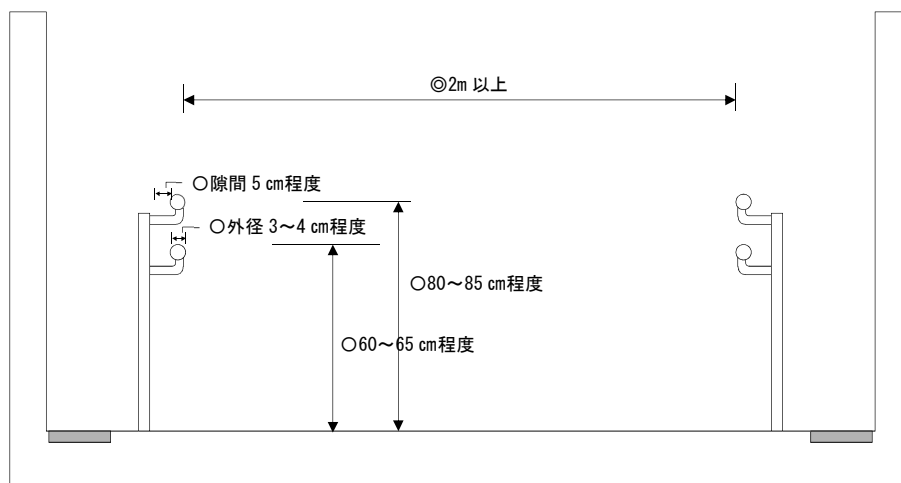 ◎2m 以上
○隙間 5 cm程度
○外径 3～4 cm程度
○80～85 cm程度
○60～65 cm程度